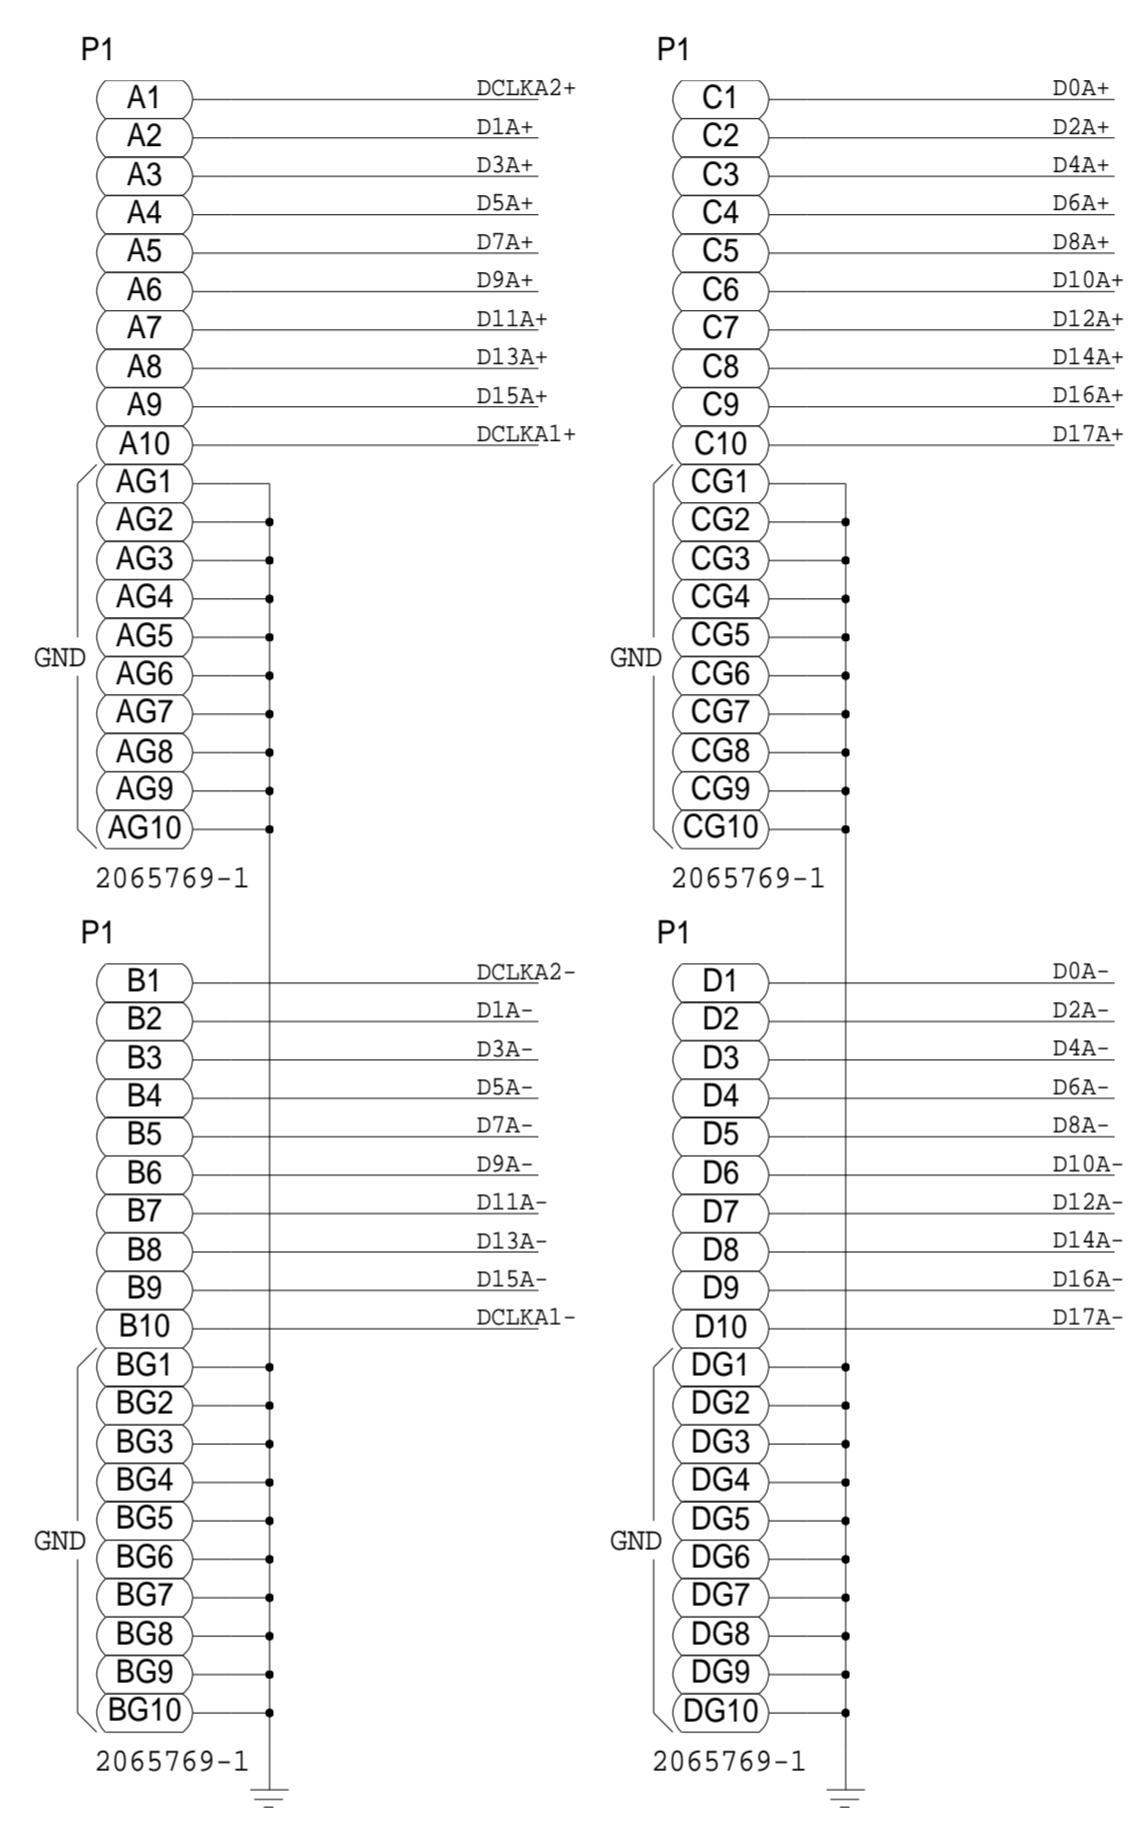 P1
A1 DCLKA2+
A2 D1A+
A3 D3A+
A4 D5A+
A5 D7A+
A6 D9A+
A7 D11A+
A8 D13A+
A9 D15A+
A10 DCLKA1+
AG1
AG2
AG3
AG4
AG5
GND
AG6
AG7
AG8
AG9
AG10
2065769-1
P1
B1 DCLKA2-
B2 D1A-
B3 D3A-
B4 D5A-
B5 D7A-
B6 D9A-
B7 D11A-
B8 D13A-
B9 D15A-
B10 DCLKA1-
BG1
BG2
BG3
BG4
BG5
GND
BG6
BG7
BG8
BG9
BG10
2065769-1
P1
C1 D0A+
C2 D2A+
C3 D4A+
C4 D6A+
C5 D8A+
C6 D10A+
C7 D12A+
C8 D14A+
C9 D16A+
C10 D17A+
CG1
CG2
CG3
CG4
CG5
GND
CG6
CG7
CG8
CG9
CG10
2065769-1
P1
D1 D0A-
D2 D2A-
D3 D4A-
D4 D6A-
D5 D8A-
D6 D10A-
D7 D12A-
D8 D14A-
D9 D16A-
D10 D17A-
DG1
DG2
DG3
DG4
DG5
GND
DG6
DG7
DG8
DG9
DG10
2065769-1